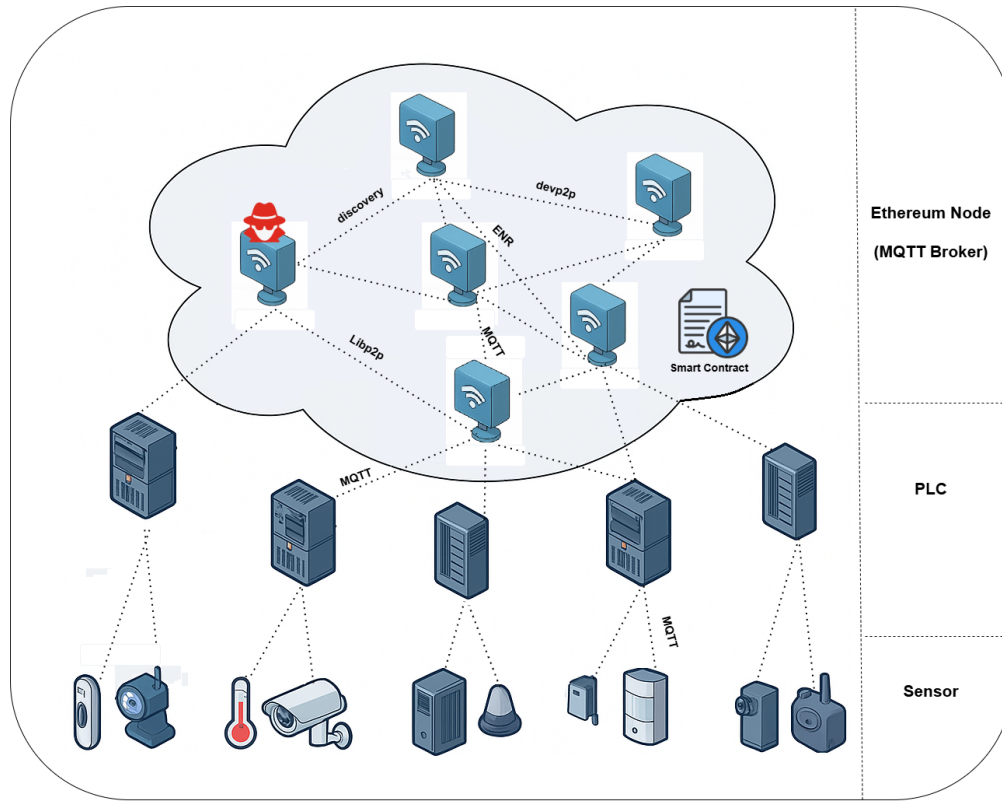 devp2p
discovery
Ethereum Node
ENR
(MQTT Broker)
MQTT
Libp2p
Smart Contract
MQTT
PLC
MQTT
Sensor